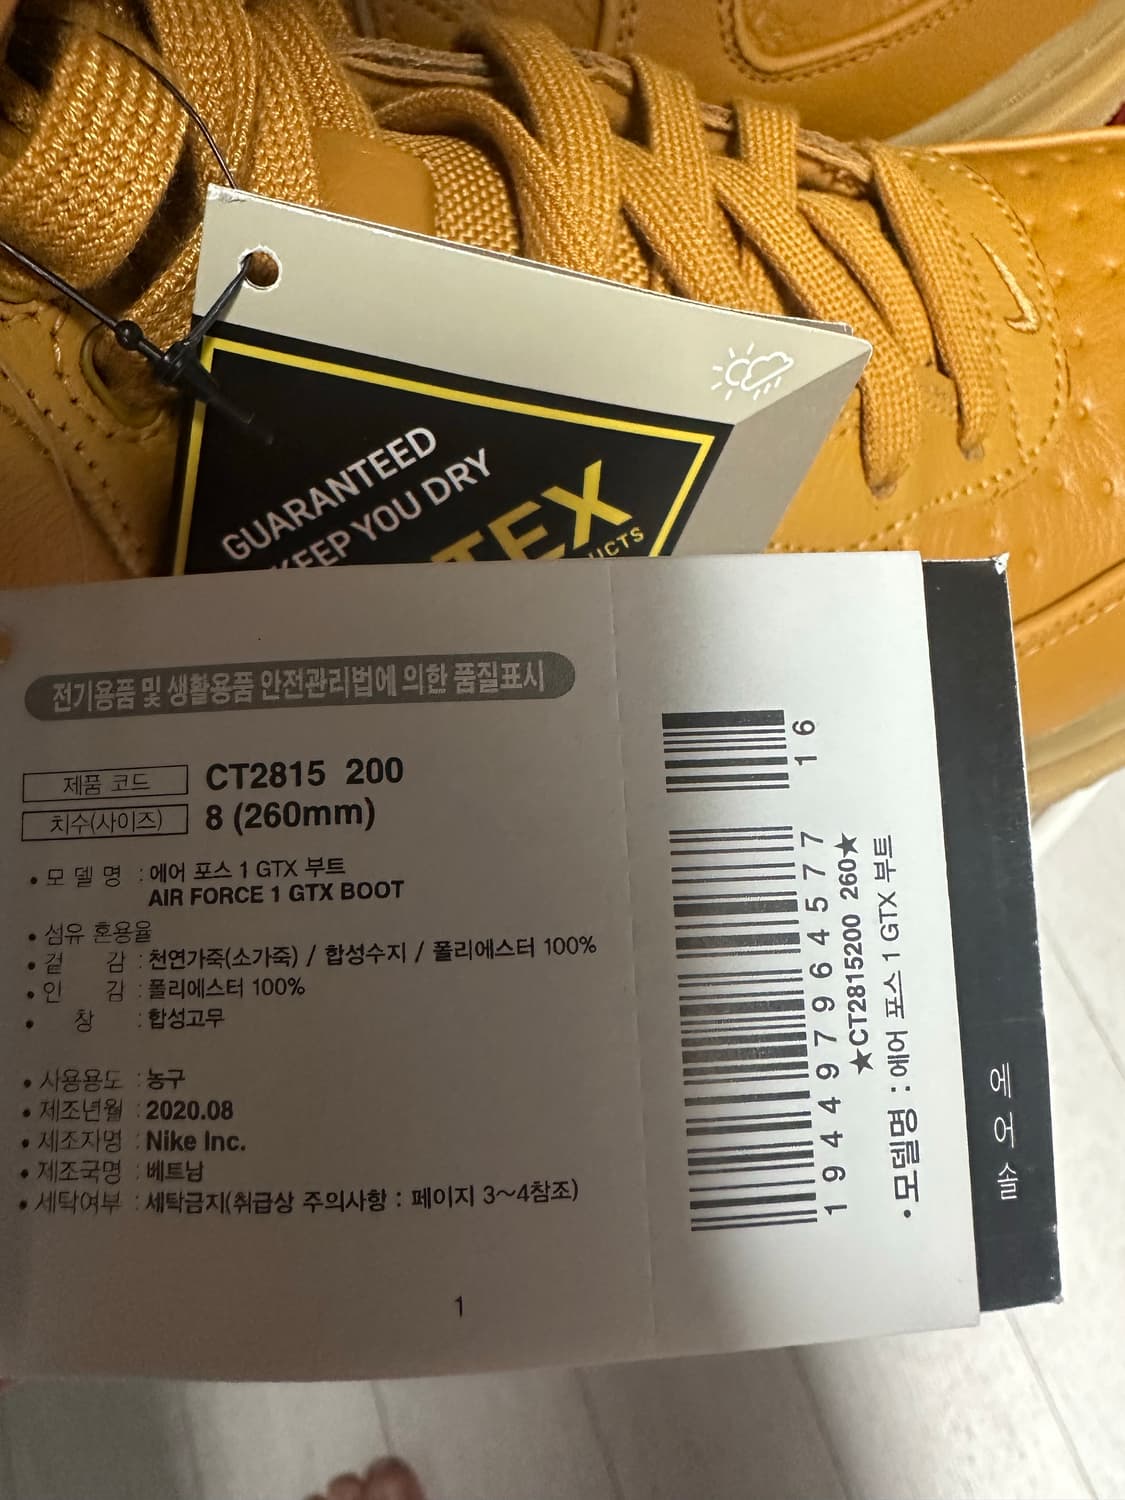 GUARANTEED
KEEP YOU DRY
TEX
UCTS
전기용품 및 생활용품 안전관리법에 의한 품질표시
제품 코드 CT2815 200
치수(사이즈) 8 (260mm)
• 모 델 명 : 에어 포스 1 GTX 부트
AIR FORCE 1 GTX BOOT
• 섬유 혼용율
• 겉 감 : 천연가죽(소가죽) / 합성수지 / 폴리에스터 100%
• 인 감 : 폴리에스터 100%
• 창 : 합성고무
• 사용용도 : 농구
• 제조년월 : 2020.08
• 제조자명 : Nike Inc.
• 제조국명 : 베트남
• 세탁여부 : 세탁금지(취급상 주의사항 : 페이지 3~4참조)
1
16
194497964577
★CT2815200 260★
• 모델명 : 에어 포스 1 GTX 부트
에어솔